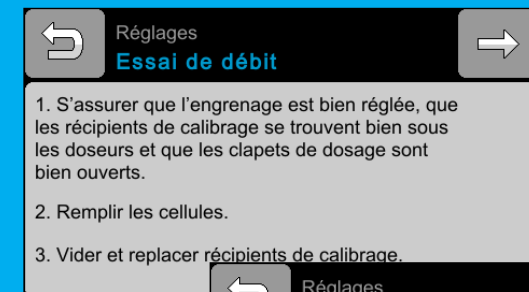 Réglages
Essai de débit
1. S'assurer que l'engrenage est bien réglée, que
les récipients de calibrage se trouvent bien sous
les doseurs et que les clapets de dosage sont
bien ouverts.
2. Remplir les cellules.
3. Vider et replacer récipients de calibrage.
Réglages